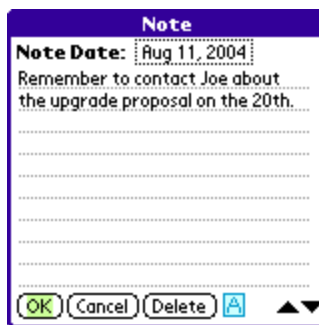 Note
Note Date: Aug 11, 2004
Remember to contact Joe about
the upgrade proposal on the 20th.
OK Cancel Delete A